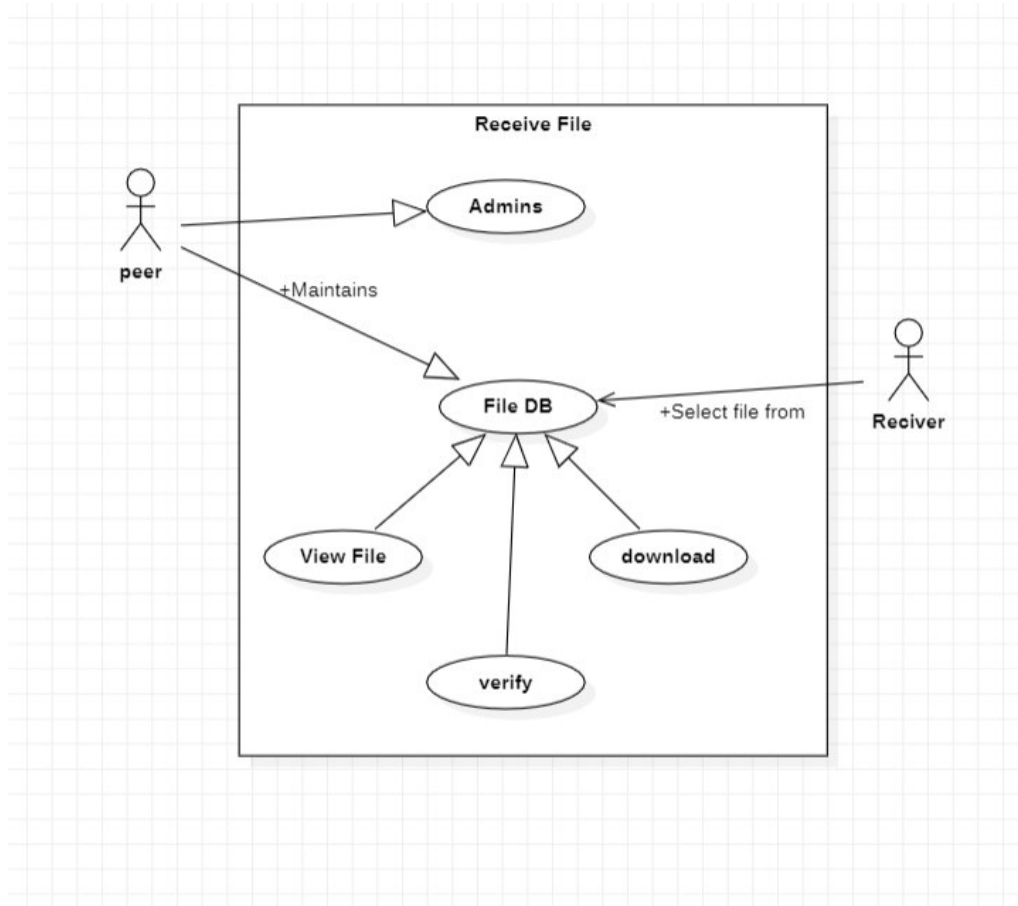 Receive File
Admins
peer
+Maintains
File DB
+Select file from
Reciver
View File
download
verify